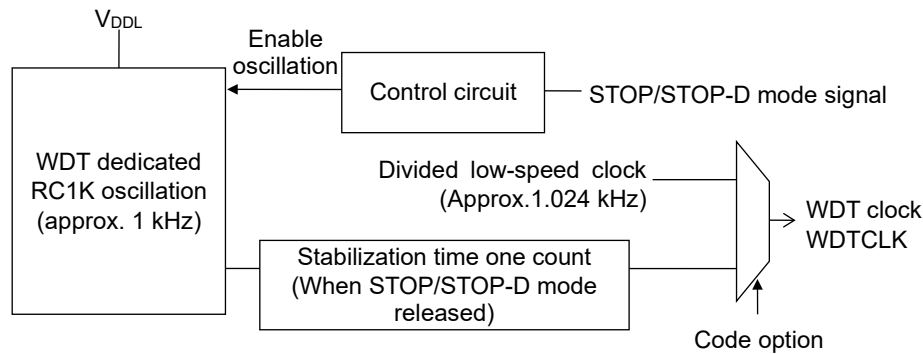 VDDL
Enable
oscillation
Control circuit
STOP/STOP-D mode signal
WDT dedicated
RC1K oscillation
(approx. 1 kHz)
Divided low-speed clock
(Approx.1.024 kHz)
WDT clock
WDTCLK
Stabilization time one count
(When STOP/STOP-D mode
released)
Code option